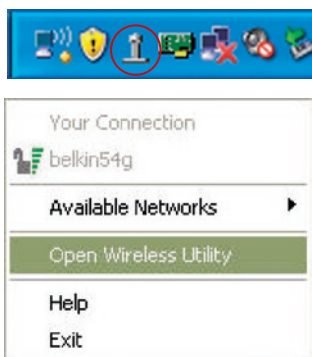 Your Connection
belkin54g
Available Networks
Open Wireless Utility
Help
Exit